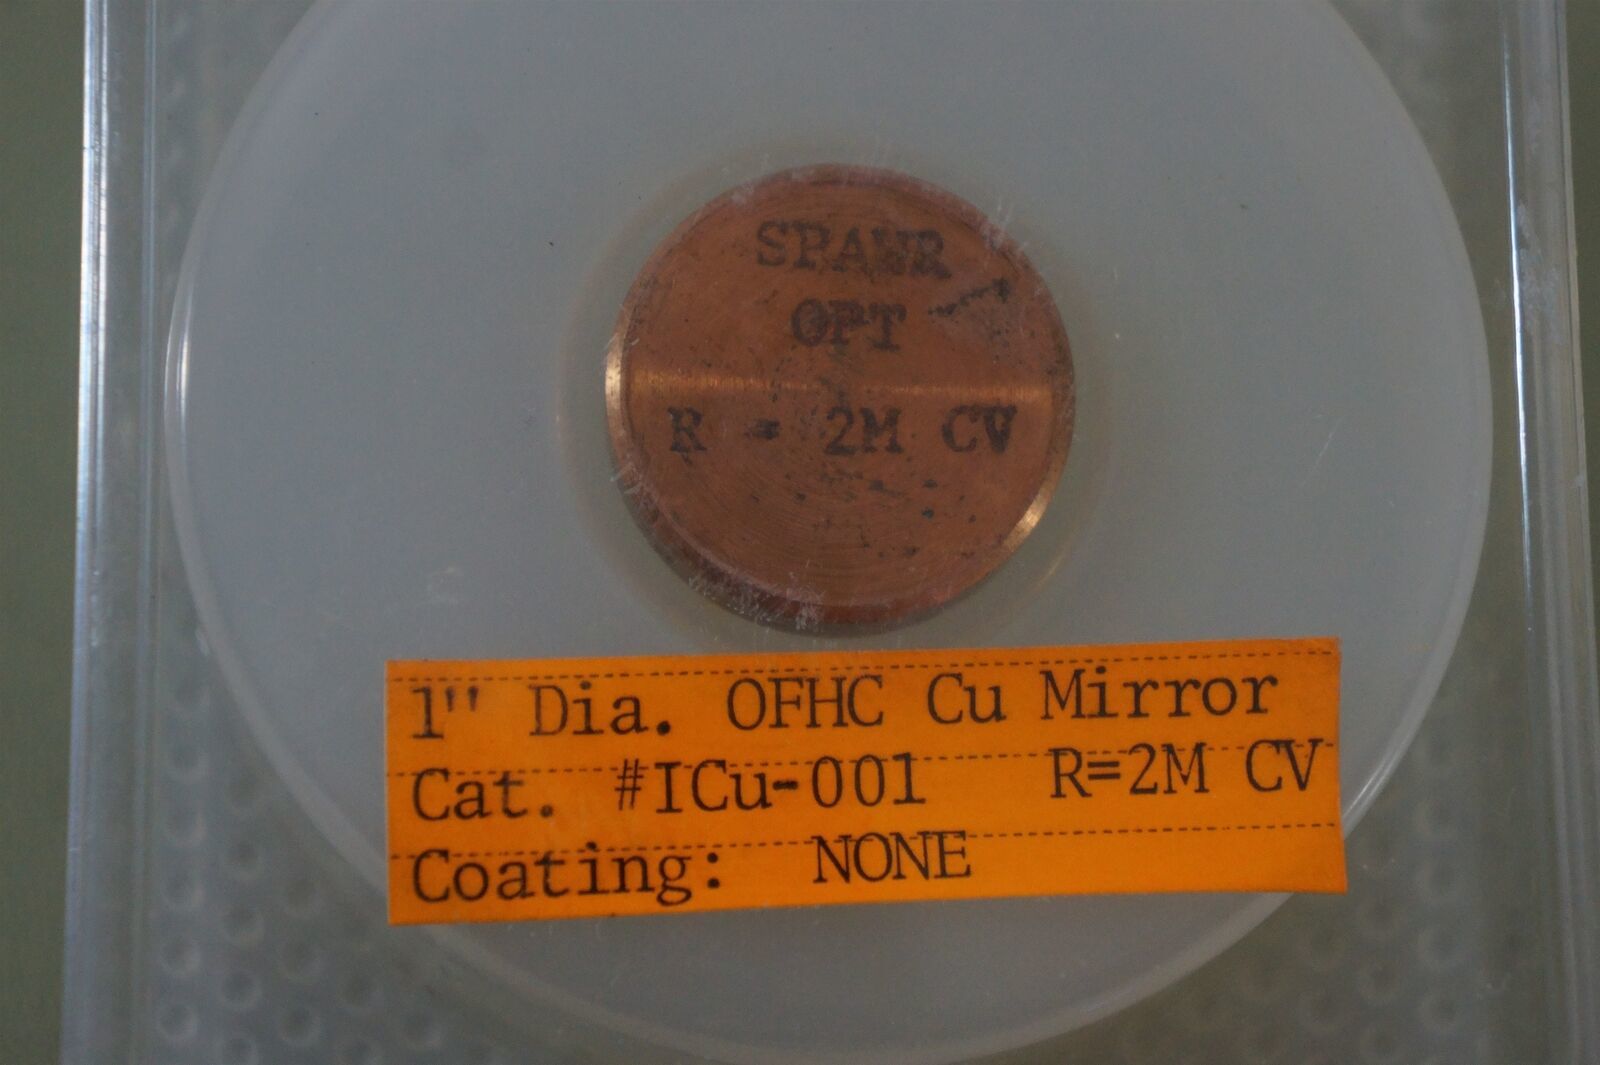 SPAWR
OPT
R = 2M CV
1" Dia. OFHC Cu Mirror
Cat. #ICu-001 R=2M CV
Coating: NONE